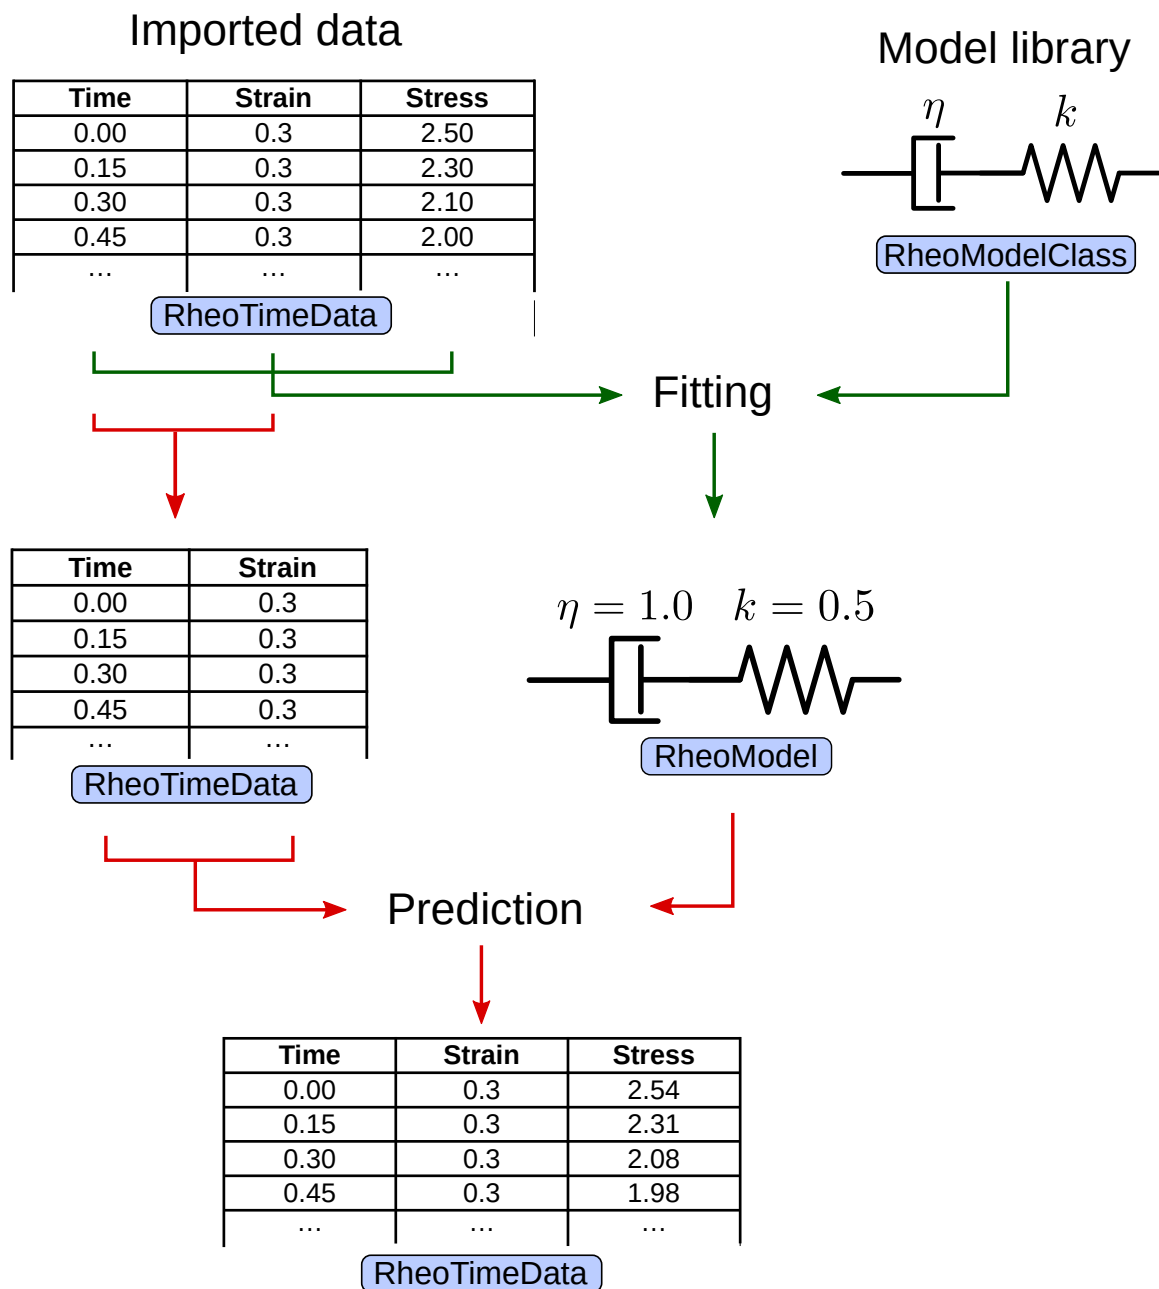 Imported data
Model library
Time Strain Stress
0.00 0.3 2.50
0.15 0.3 2.30
0.30 0.3 2.10
0.45 0.3 2.00
... ... ...
RheoTimeData
η k
RheoModelClass
Fitting
Time Strain
0.00 0.3
0.15 0.3
0.30 0.3
0.45 0.3
... ...
RheoTimeData
η = 1.0 k = 0.5
RheoModel
Prediction
Time Strain Stress
0.00 0.3 2.54
0.15 0.3 2.31
0.30 0.3 2.08
0.45 0.3 1.98
... ... ...
RheoTimeData